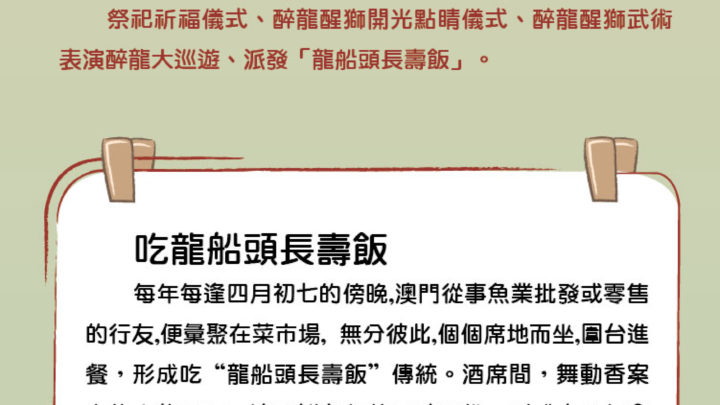 祭祀祈福儀式、醉龍醒獅開光點睛儀式、醉龍醒獅武術
表演醉龍大巡遊、派發「龍船頭長壽飯」。
吃龍船頭長壽飯
每年每逢四月初七的傍晚,澳門從事魚業批發或零售
的行友,便彙聚在菜市場, 無分彼此,個個席地而坐,圍台進
餐，形成吃“龍船頭長壽飯”傳統。酒席間，舞動香案